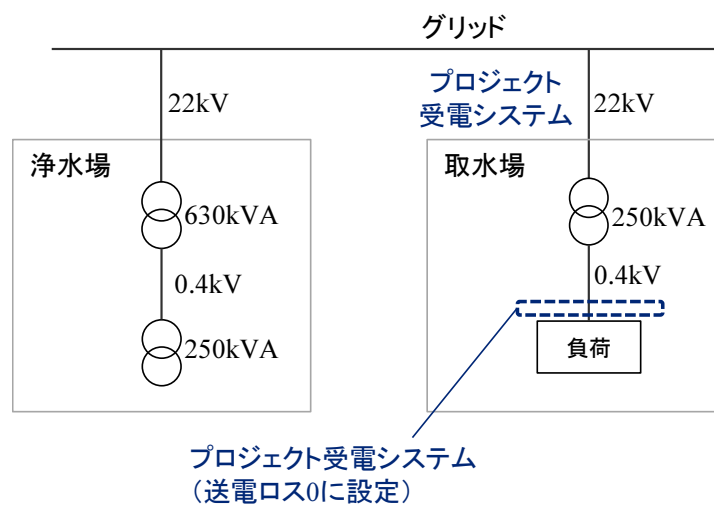 グリッド
22kV
プロジェクト
受電システム
22kV
浄水場
630kVA
0.4kV
250kVA
取水場
250kVA
0.4kV
負荷
プロジェクト受電システム
（送電ロス0に設定）